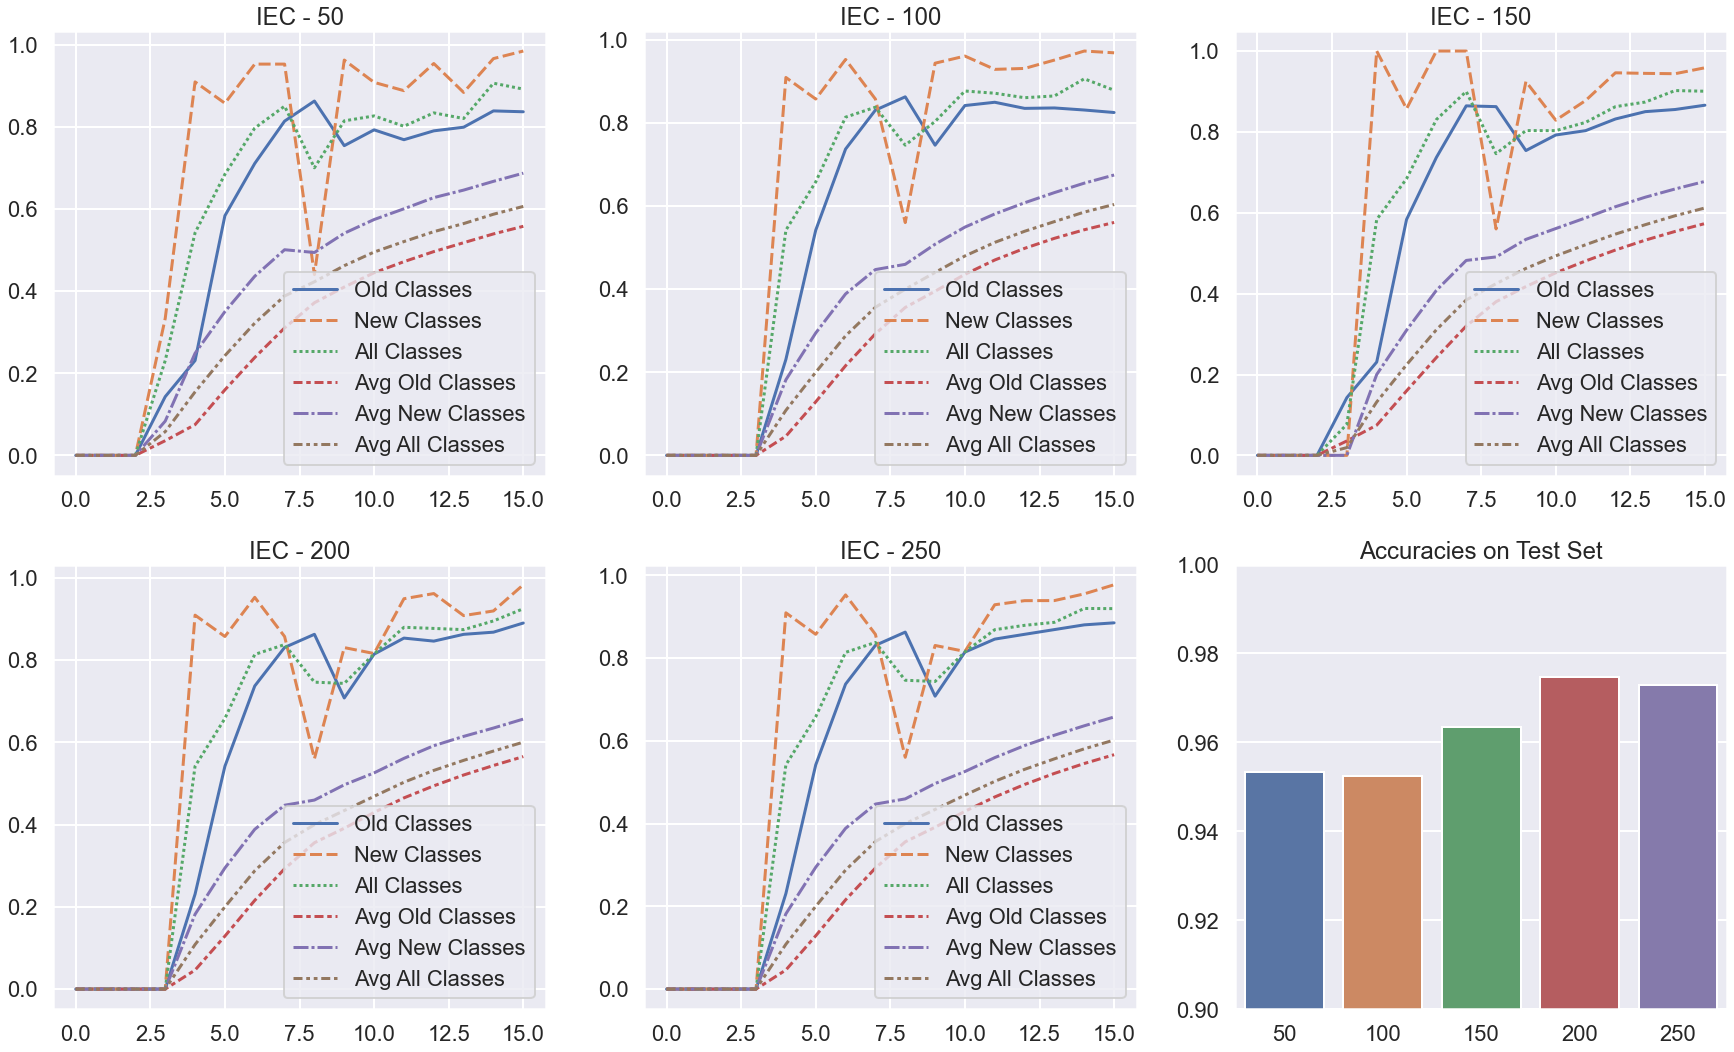 IEC - 50
1.0
0.8
0.6
0.4
0.2
0.0
0.0 2.5 5.0 7.5 10.0 12.5 15.0
Old Classes
New Classes
All Classes
Avg Old Classes
Avg New Classes
Avg All Classes
IEC - 100
1.0
0.8
0.6
0.4
0.2
0.0
0.0 2.5 5.0 7.5 10.0 12.5 15.0
Old Classes
New Classes
All Classes
Avg Old Classes
Avg New Classes
Avg All Classes
IEC - 150
1.0
0.8
0.6
0.4
0.2
0.0
0.0 2.5 5.0 7.5 10.0 12.5 15.0
Old Classes
New Classes
All Classes
Avg Old Classes
Avg New Classes
Avg All Classes
IEC - 200
1.0
0.8
0.6
0.4
0.2
0.0
0.0 2.5 5.0 7.5 10.0 12.5 15.0
Old Classes
New Classes
All Classes
Avg Old Classes
Avg New Classes
Avg All Classes
IEC - 250
1.0
0.8
0.6
0.4
0.2
0.0
0.0 2.5 5.0 7.5 10.0 12.5 15.0
Old Classes
New Classes
All Classes
Avg Old Classes
Avg New Classes
Avg All Classes
Accuracies on Test Set
1.00
0.98
0.96
0.94
0.92
0.90
50 100 150 200 250